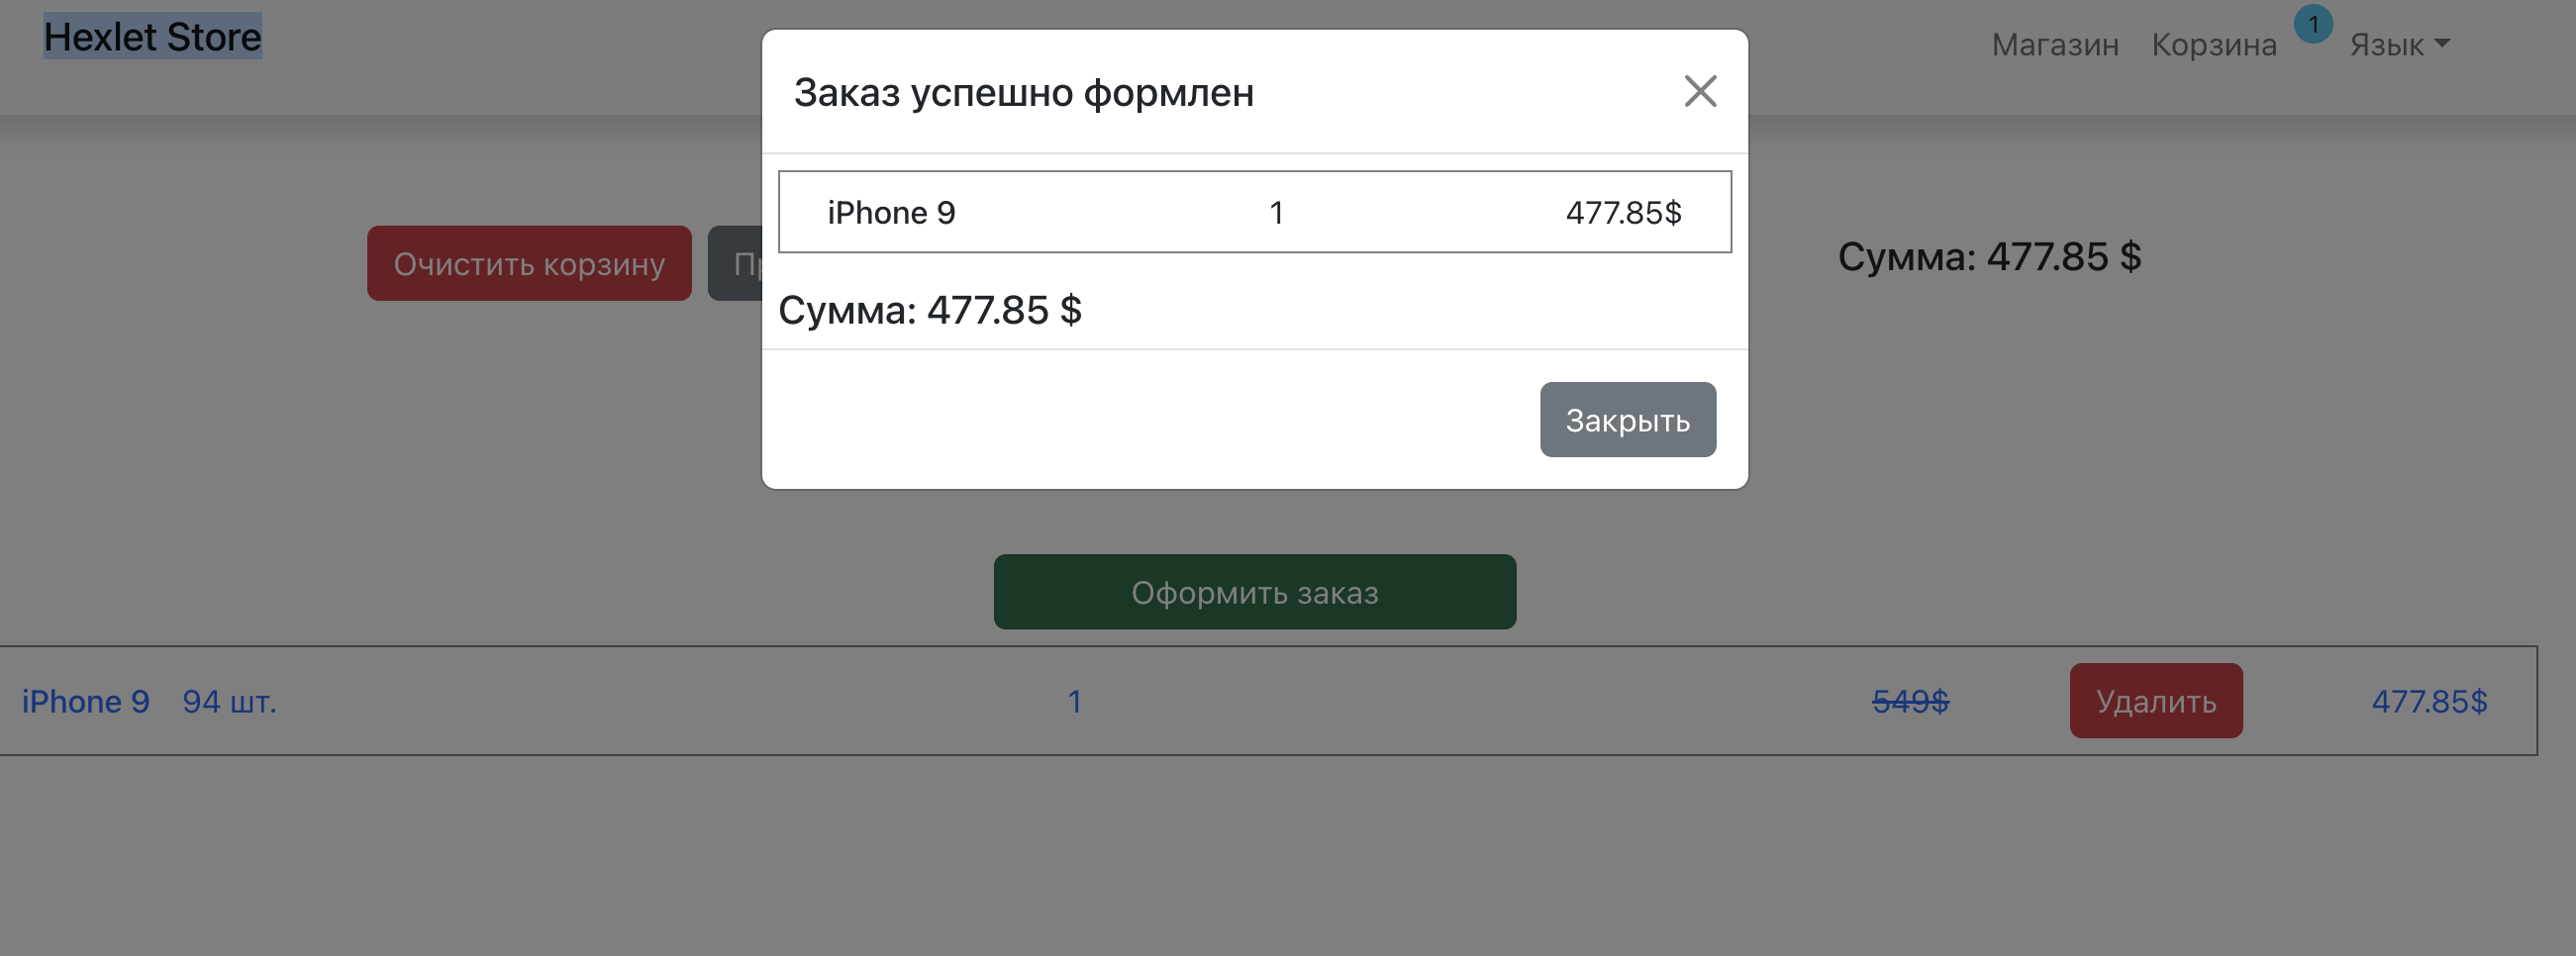 Hexlet Store
Магазин Корзина 1 Язык
Заказ успешно формлен
iPhone 9 1 477.85$
Сумма: 477.85 $
Закрыть
Очистить корзину
Сумма: 477.85 $
Оформить заказ
iPhone 9 94 шт. 1 549$ Удалить 477.85$